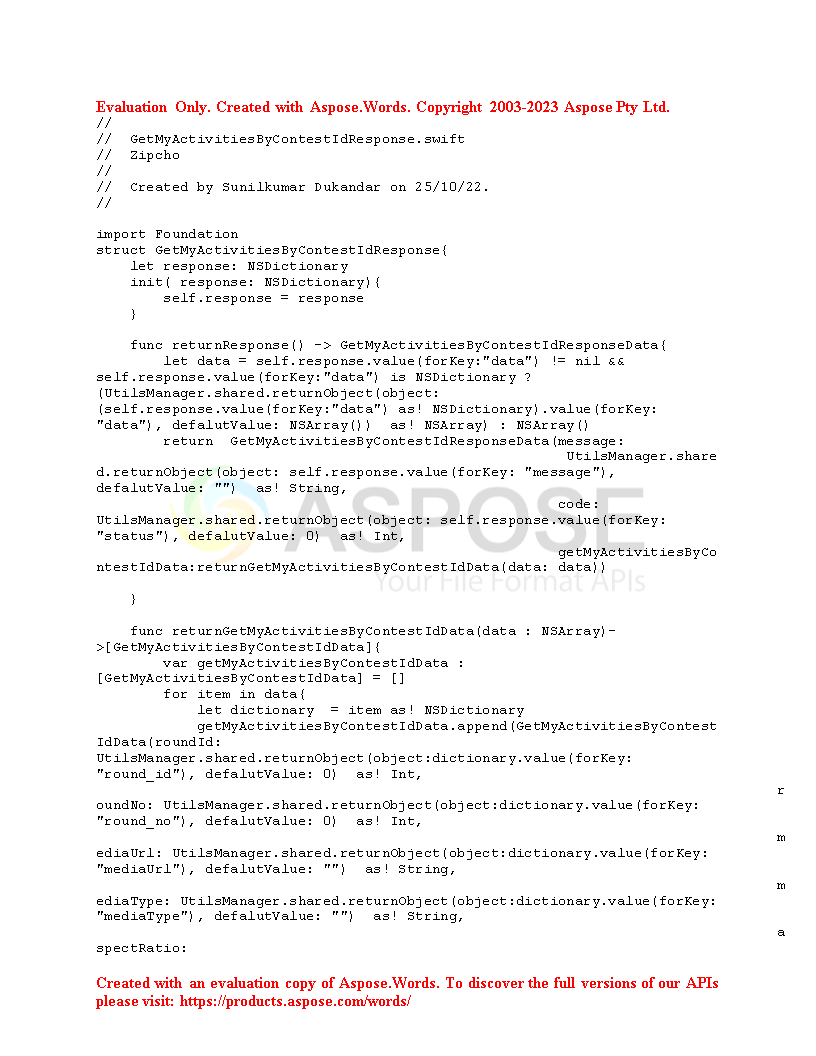 Evaluation Only. Created with Aspose.Words. Copyright 2003-2023 Aspose Pty Ltd.
//
//  GetMyActivitiesByContestIdResponse.swift
//  Zipcho
//
//  Created by Sunilkumar Dukandar on 25/10/22.
//
import Foundation
struct GetMyActivitiesByContestIdResponse{
    let response: NSDictionary
    init( response: NSDictionary){
        self.response = response
    }
    func returnResponse() -> GetMyActivitiesByContestIdResponseData{
        let data = self.response.value(forKey:"data") != nil &&
self.response.value(forKey:"data") is NSDictionary ?
(UtilsManager.shared.returnObject(object:
(self.response.value(forKey:"data") as! NSDictionary).value(forKey:
"data"), defalutValue: NSArray())  as! NSArray) : NSArray()
        return  GetMyActivitiesByContestIdResponseData(message:
UtilsManager.share
d.returnObject(object: self.response.value(forKey: "message"),
defalutValue: "")  as! String,
code:
UtilsManager.shared.returnObject(object: self.response.value(forKey:
"status"), defalutValue: 0)  as! Int,
getMyActivitiesByCo
ntestIdData:returnGetMyActivitiesByContestIdData(data: data))
ASPOSE
Your File Format APIs
    }
    func returnGetMyActivitiesByContestIdData(data : NSArray)-
>[GetMyActivitiesByContestIdData]{
        var getMyActivitiesByContestIdData :
[GetMyActivitiesByContestIdData] = []
        for item in data{
            let dictionary  = item as! NSDictionary
            getMyActivitiesByContestIdData.append(GetMyActivitiesByContest
IdData(roundId:
UtilsManager.shared.returnObject(object:dictionary.value(forKey:
"round_id"), defalutValue: 0)  as! Int,
r
oundNo: UtilsManager.shared.returnObject(object:dictionary.value(forKey:
"round_no"), defalutValue: 0)  as! Int,
m
ediaUrl: UtilsManager.shared.returnObject(object:dictionary.value(forKey:
"mediaUrl"), defalutValue: "")  as! String,
m
ediaType: UtilsManager.shared.returnObject(object:dictionary.value(forKey:
"mediaType"), defalutValue: "")  as! String,
a
spectRatio:
Created with an evaluation copy of Aspose.Words. To discover the full versions of our APIs
please visit: https://products.aspose.com/words/